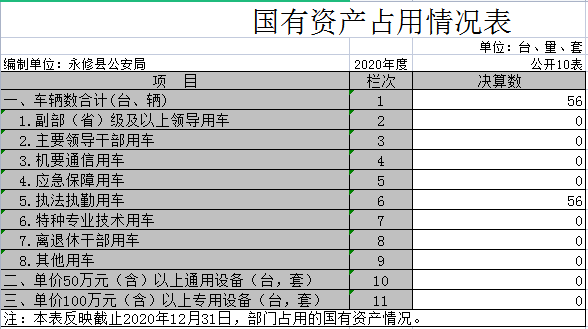 国有资产占用情况表
单位：台、量、套
编制单位：永修县公安局 2020年度 公开10表
项 目 栏次 决算数
一、车辆数合计(台、辆) 1 56
1.副部（省）级及以上领导用车 2 0
2.主要领导干部用车 3 0
3.机要通信用车 4 0
4.应急保障用车 5 0
5.执法执勤用车 6 56
6.特种专业技术用车 7 0
7.离退休干部用车 8 0
8.其他用车 9 0
二、单价50万元（含）以上通用设备（台，套） 10 0
三、单价100万元（含）以上专用设备（台，套） 11 0
注：本表反映截止2020年12月31日，部门占用的国有资产情况。